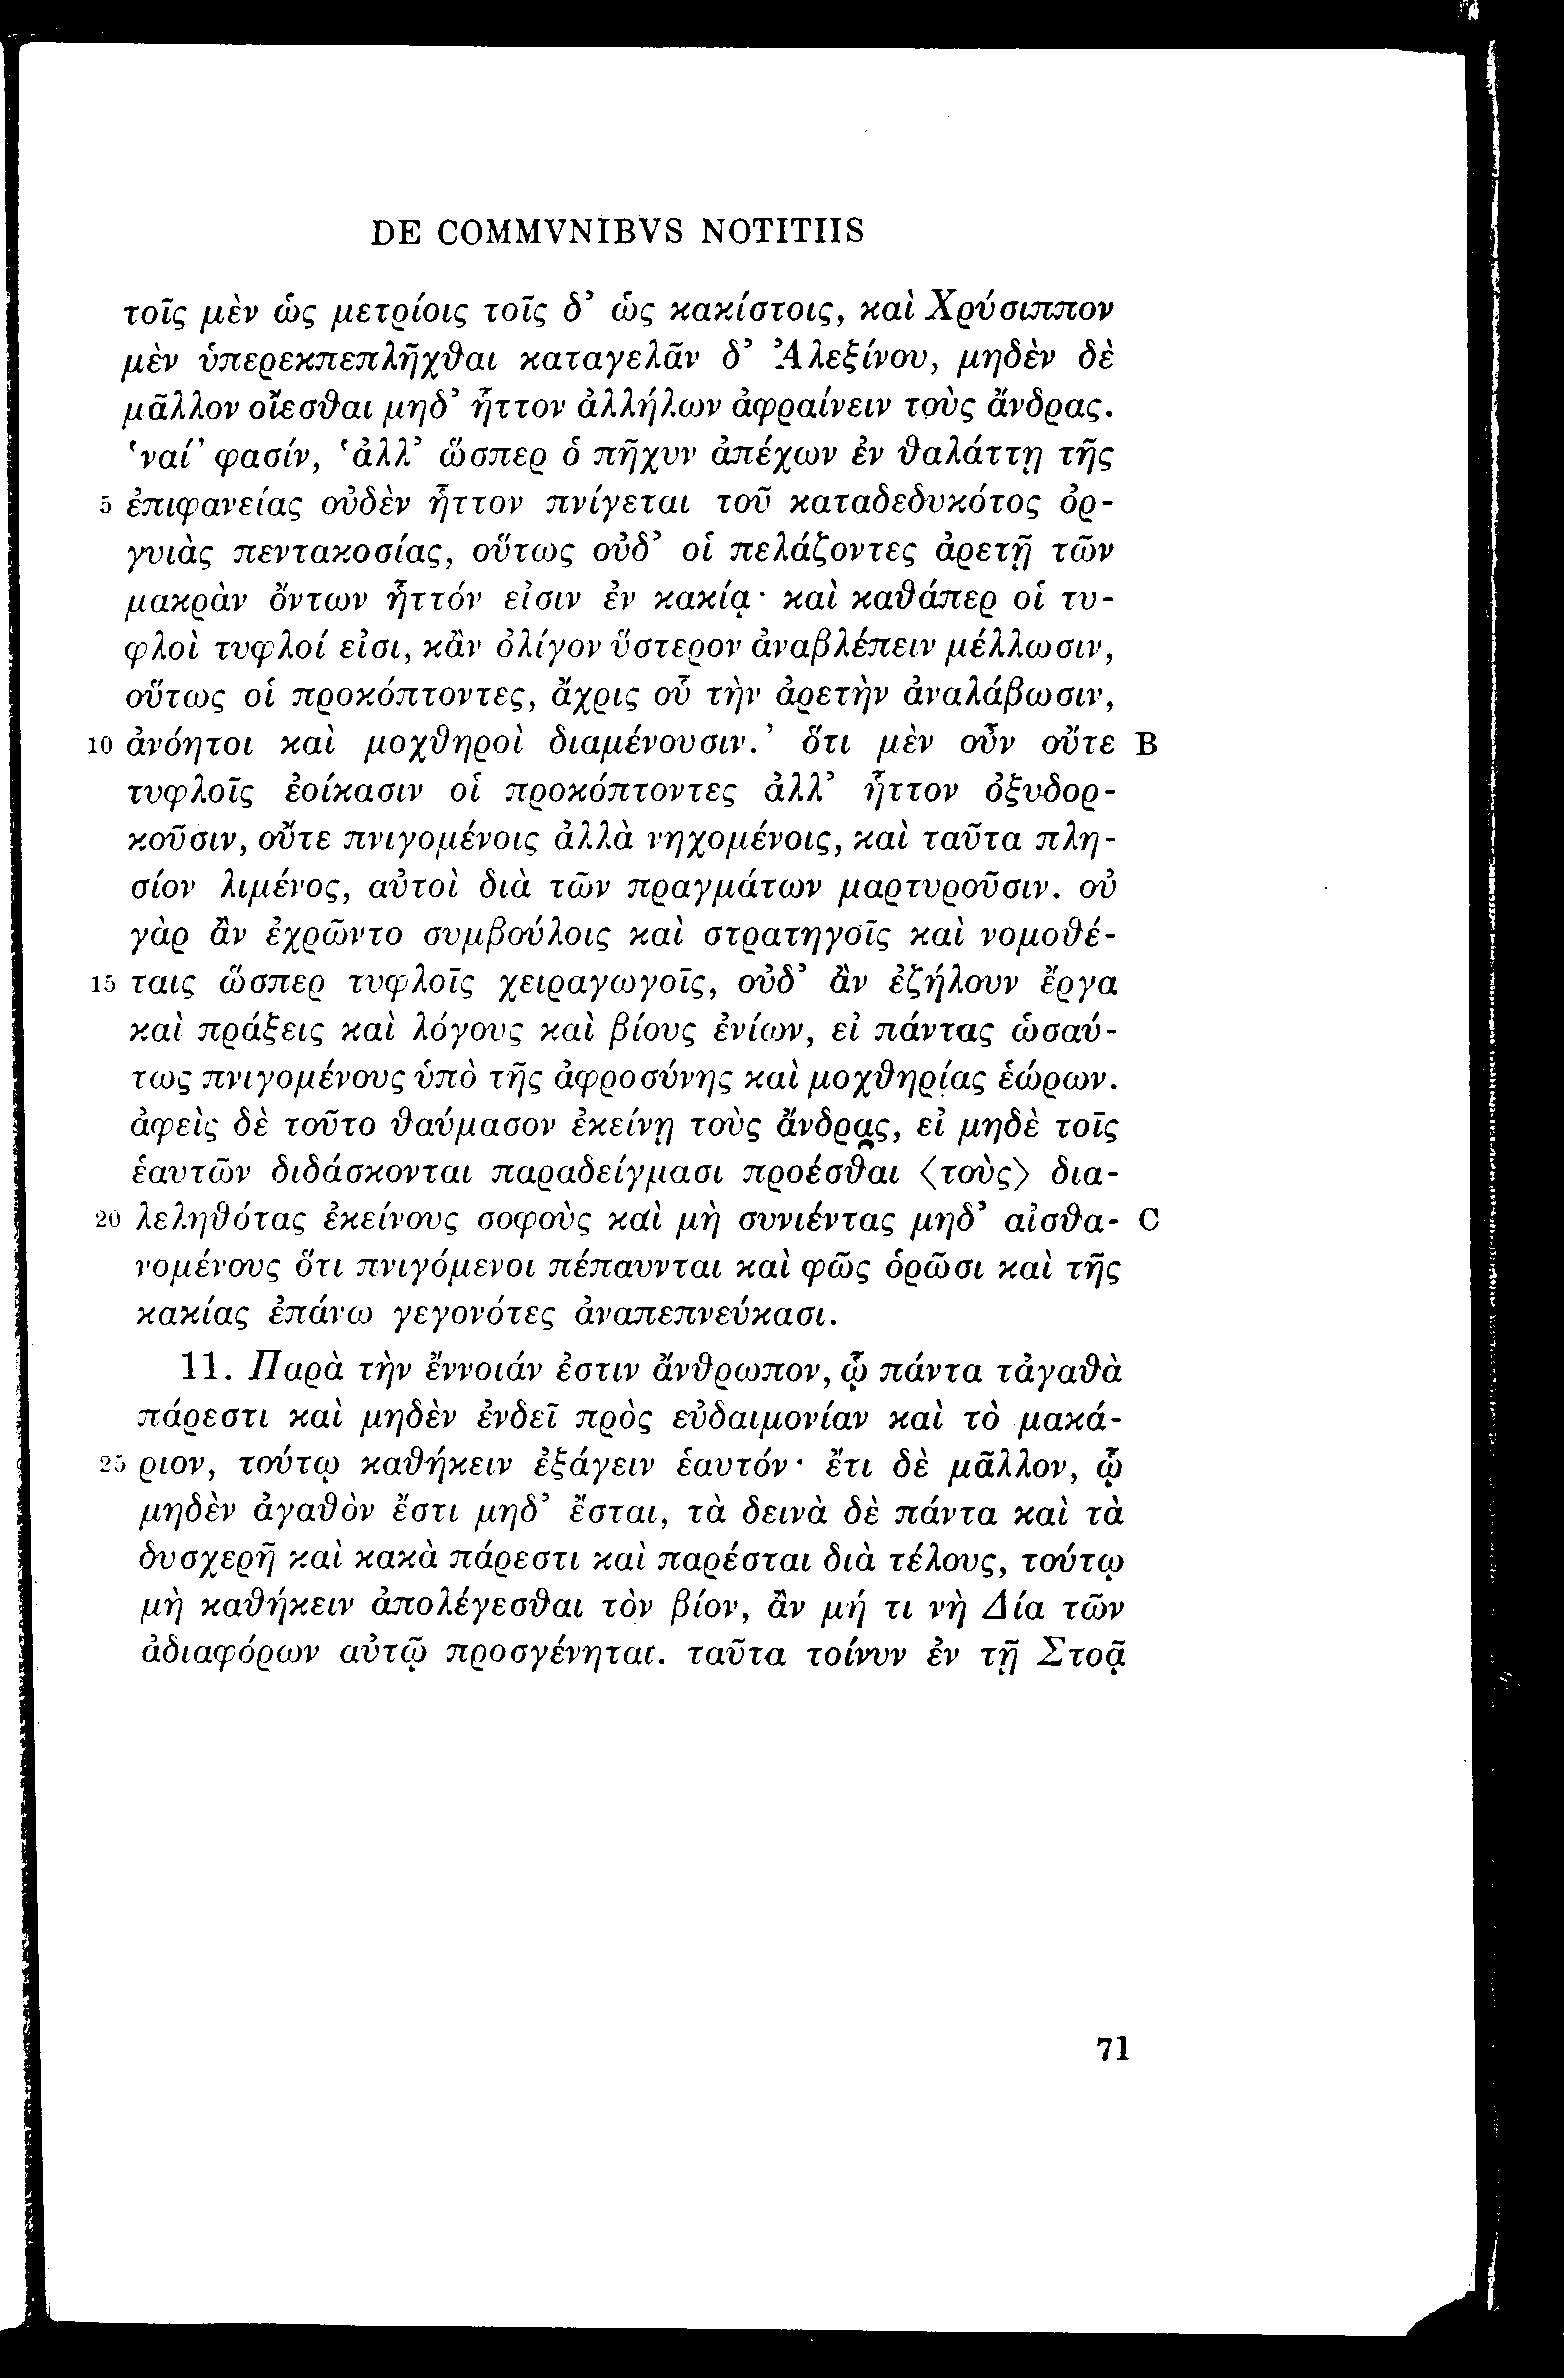 DE COMMVNIBVS NOTITIIS
τοῖς μὲν ὡς μετρίοις τοῖς δ’ ὡς κακίστοις, καὶ Χρύσιππον
μὲν ὑπερεκπεπλῆχθαι καταγελᾶν δ’ Ἀλεξίνου, μηδὲν δὲ
μᾶλλον οἴεσθαι μηδ’ ἧττον ἀλλήλων ἀφραίνειν τοὺς ἄνδρας.
‘ναί’ φασίν, ‘ἀλλ’ ὥσπερ ὁ πῆχυν ἀπέχων ἐν θαλάττῃ τῆς
5 ἐπιφανείας οὐδὲν ἧττον πνίγεται τοῦ καταδεδυκότος ὀρ-
γυιὰς πεντακοσίας, οὕτως οὐδ’ οἱ πελάζοντες ἀρετῇ τῶν
μακρὰν ὄντων ἧττόν εἰσιν ἐν κακίᾳ· καὶ καθάπερ οἱ τυ-
φλοὶ τυφλοί εἰσι, κἂν ὀλίγον ὕστερον ἀναβλέπειν μέλλωσιν,
οὕτως οἱ προκόπτοντες, ἄχρις οὗ τὴν ἀρετὴν ἀναλάβωσιν,
10 ἀνόητοι καὶ μοχθηροὶ διαμένουσιν.’ ὅτι μὲν οὖν οὔτε B
τυφλοῖς ἐοίκασιν οἱ προκόπτοντες ἀλλ’ ἧττον ὀξυδορ-
κοῦσιν, οὔτε πνιγομένοις ἀλλὰ νηχομένοις, καὶ ταῦτα πλη-
σίον λιμένος, αὐτοὶ διὰ τῶν πραγμάτων μαρτυροῦσιν. οὐ
γὰρ ἂν ἐχρῶντο συμβούλοις καὶ στρατηγοῖς καὶ νομοθέ-
15 ταις ὥσπερ τυφλοῖς χειραγωγοῖς, οὐδ’ ἂν ἐζήλουν ἔργα
καὶ πράξεις καὶ λόγους καὶ βίους ἐνίων, εἰ πάντας ὡσαύ-
τως πνιγομένους ὑπὸ τῆς ἀφροσύνης καὶ μοχθηρίας ἑώρων.
ἀφεὶς δὲ τοῦτο θαύμασον ἐκείνῃ τοὺς ἄνδρας, εἰ μηδὲ τοῖς
ἑαυτῶν διδάσκονται παραδείγμασι προέσθαι ⟨τοὺς⟩ δια-
20 λεληθότας ἐκείνους σοφοὺς καὶ μὴ συνιέντας μηδ’ αἰσθα- C
νομένους ὅτι πνιγόμενοι πέπαυνται καὶ φῶς ὁρῶσι καὶ τῆς
κακίας ἐπάνω γεγονότες ἀναπεπνεύκασι.
11. Παρὰ τὴν ἔννοιάν ἐστιν ἄνθρωπον, ᾧ πάντα τἀγαθὰ
πάρεστι καὶ μηδὲν ἐνδεῖ πρὸς εὐδαιμονίαν καὶ τὸ μακά-
25 ριον, τούτῳ καθήκειν ἐξάγειν ἑαυτόν· ἔτι δὲ μᾶλλον, ᾧ
μηδὲν ἀγαθὸν ἔστι μηδ’ ἔσται, τὰ δεινὰ δὲ πάντα καὶ τὰ
δυσχερῆ καὶ κακὰ πάρεστι καὶ παρέσται διὰ τέλους, τούτῳ
μὴ καθήκειν ἀπολέγεσθαι τὸν βίον, ἂν μή τι νὴ Δία τῶν
ἀδιαφόρων αὐτῷ προσγένηται. ταῦτα τοίνυν ἐν τῇ Στοᾷ
71